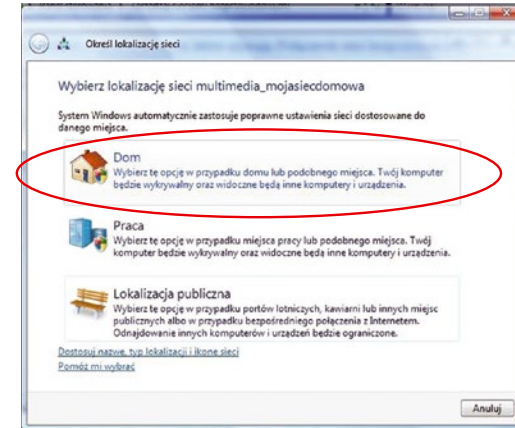 Określ lokalizację sieci
Wybierz lokalizację sieci multimedia_mojasiecdomowa
System Windows automatycznie zastosuje poprawne ustawienia sieci dostosowane do
danego miejsca.
Dom
Wybierz tę opcję w przypadku domu lub podobnego miejsca. Twój komputer
będzie wykrywalny oraz widoczne będą inne komputery i urządzenia.
Praca
Wybierz tę opcję w przypadku miejsca pracy lub podobnego miejsca. Twój
komputer będzie wykrywalny oraz widoczne będą inne komputery i urządzenia.
Lokalizacja publiczna
Wybierz tę opcję w przypadku portów lotniczych, kawiarni lub innych miejsc
publicznych albo w przypadku bezpośredniego połączenia z Internetem.
Odnajdowanie innych komputerów i urządzeń będzie ograniczone.
Dostosuj nazwę, typ lokalizacji i ikonę sieci
Pomóż mi wybrać
Anuluj